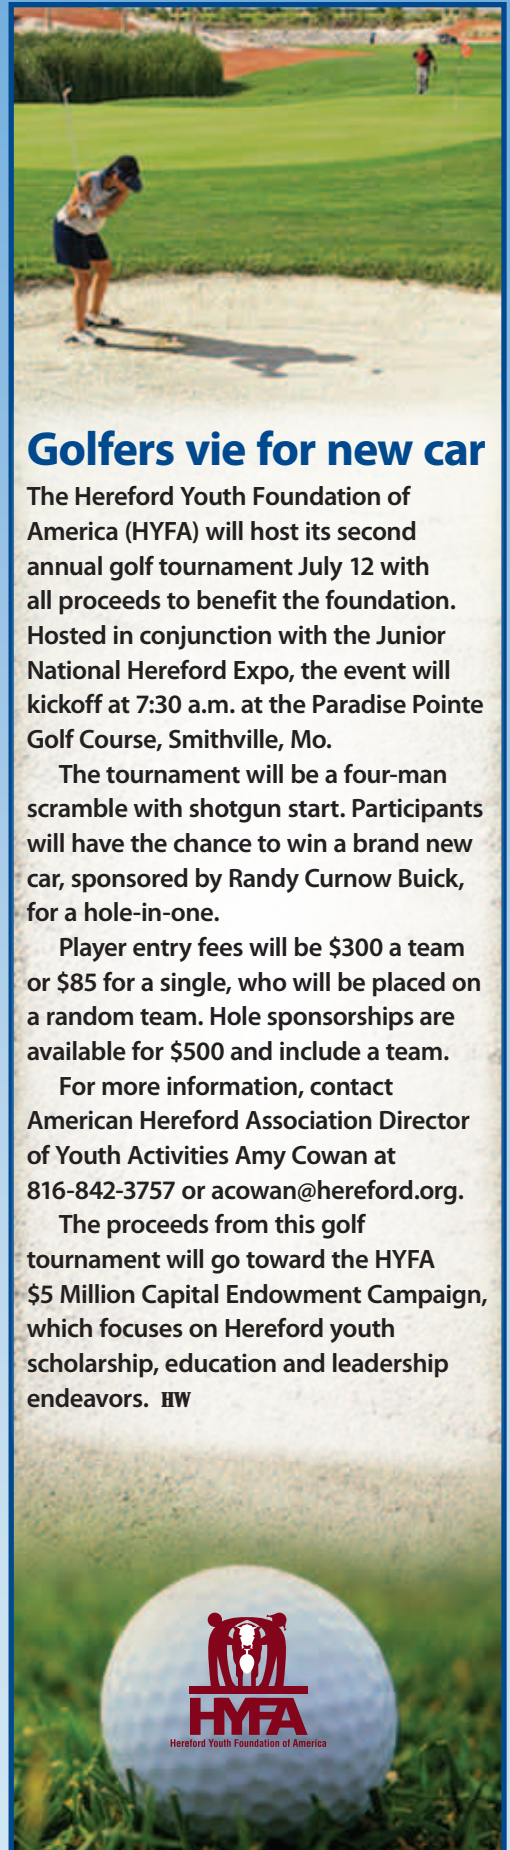 Golfers vie for new car
The Hereford Youth Foundation of
America (HYFA) will host its second
annual golf tournament July 12 with
all proceeds to benefit the foundation.
Hosted in conjunction with the Junior
National Hereford Expo, the event will
kickoff at 7:30 a.m. at the Paradise Pointe
Golf Course, Smithville, Mo.
The tournament will be a four-man
scramble with shotgun start. Participants
will have the chance to win a brand new
car, sponsored by Randy Curnow Buick,
for a hole-in-one.
Player entry fees will be $300 a team
or $85 for a single, who will be placed on
a random team. Hole sponsorships are
available for $500 and include a team.
For more information, contact
American Hereford Association Director
of Youth Activities Amy Cowan at
816-842-3757 or acowan@hereford.org.
The proceeds from this golf
tournament will go toward the HYFA
$5 Million Capital Endowment Campaign,
which focuses on Hereford youth
scholarship, education and leadership
endeavors. HW
HYFA
Hereford Youth Foundation of America